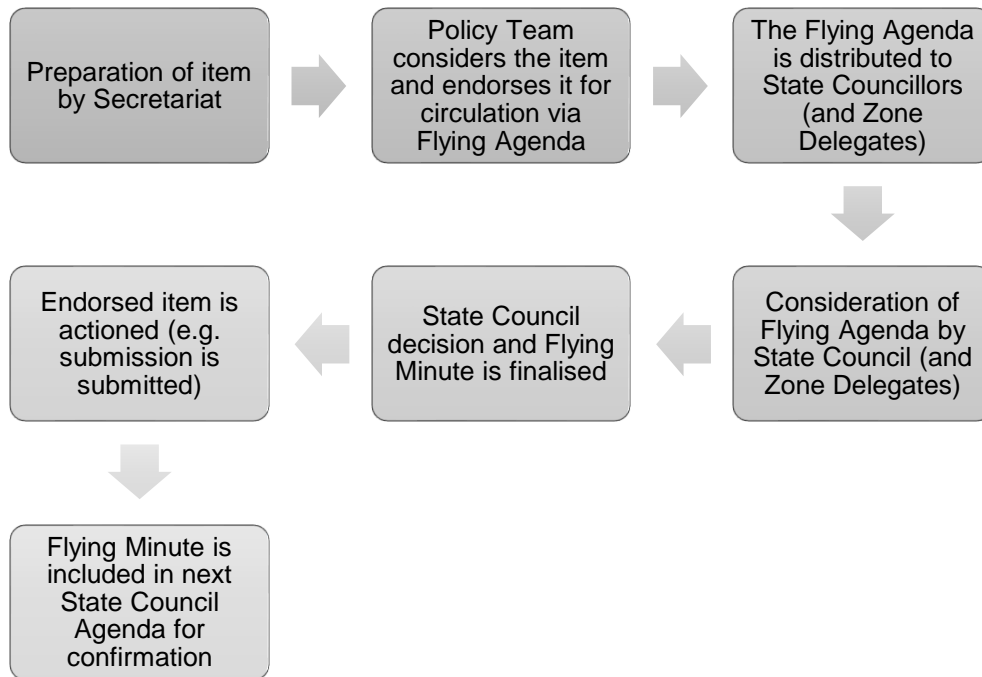 Preparation of item
by Secretariat
Policy Team
considers the item
and endorses it for
circulation via
Flying Agenda
The Flying Agenda
is distributed to
State Councillors
(and Zone
Delegates)
Consideration of
Flying Agenda by
State Council (and
Zone Delegates)
State Council
decision and Flying
Minute is finalised
Endorsed item is
actioned (e.g.
submission is
submitted)
Flying Minute is
included in next
State Council
Agenda for
confirmation